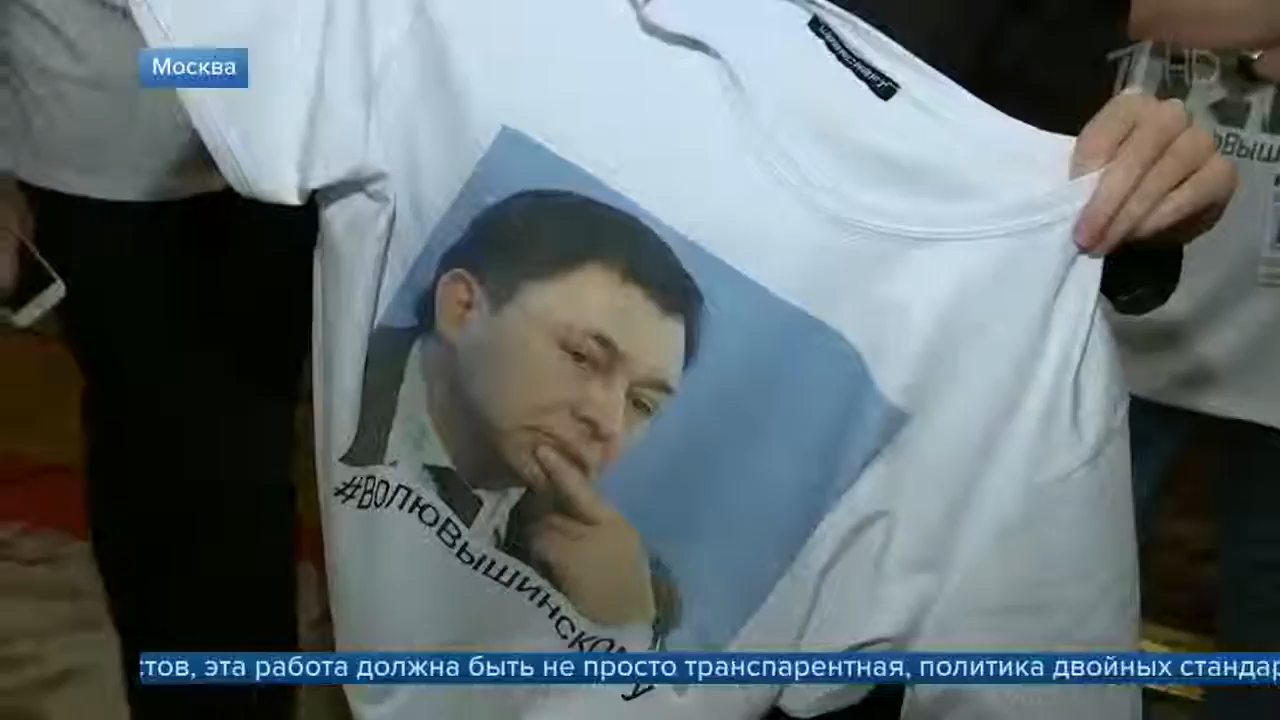 Москва
#ВОЛЮВЫШИНСКОМУ
стов, эта работа должна быть не просто транспарентная, политика двойных стандар